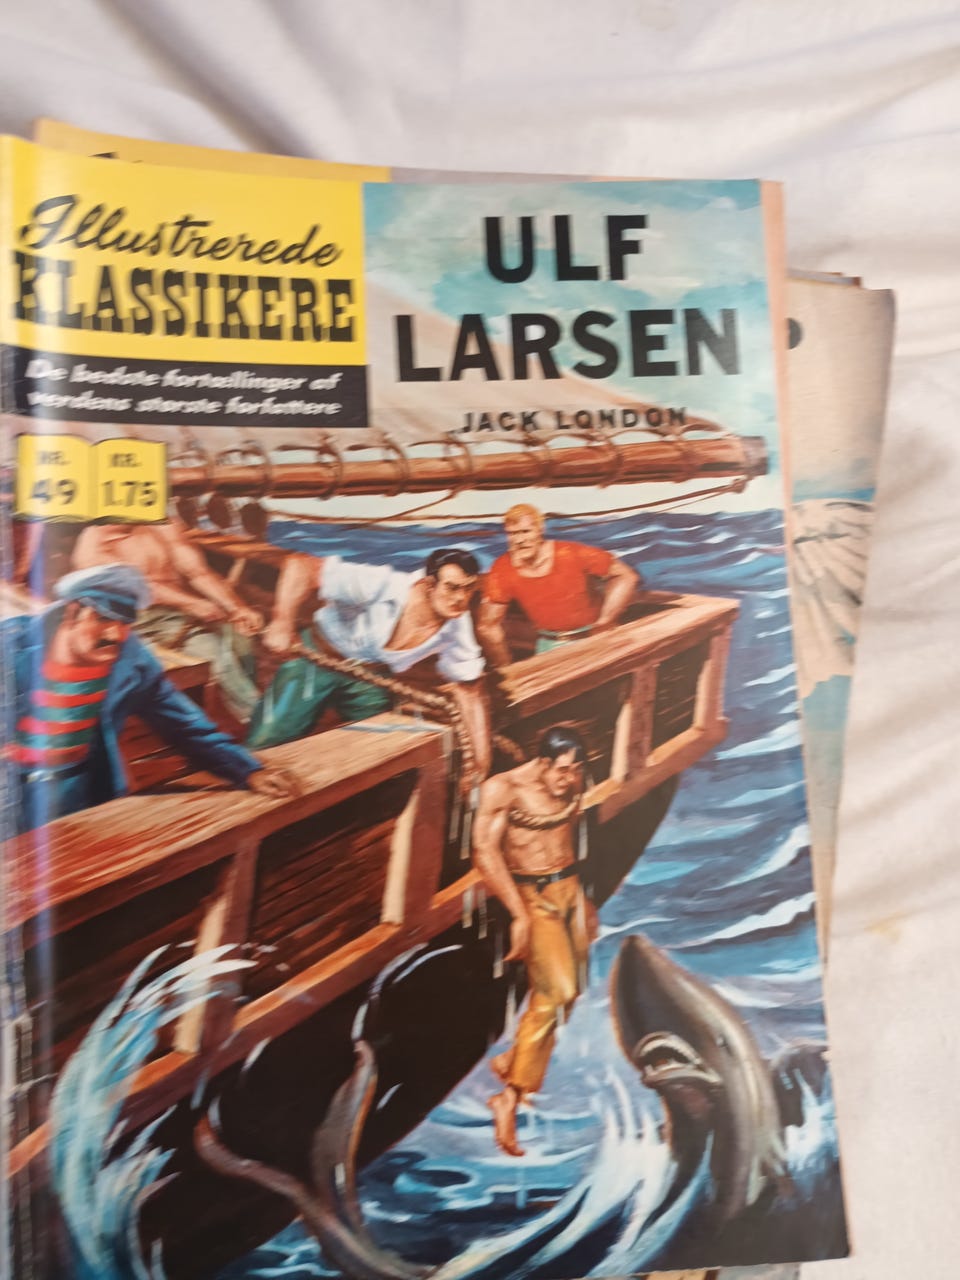 Illustrerede
KLASSIKERE
De bedste fortællinger af
verdens største forfattere
ULF
LARSEN
JACK LONDON
NR. KR.
49 1.75